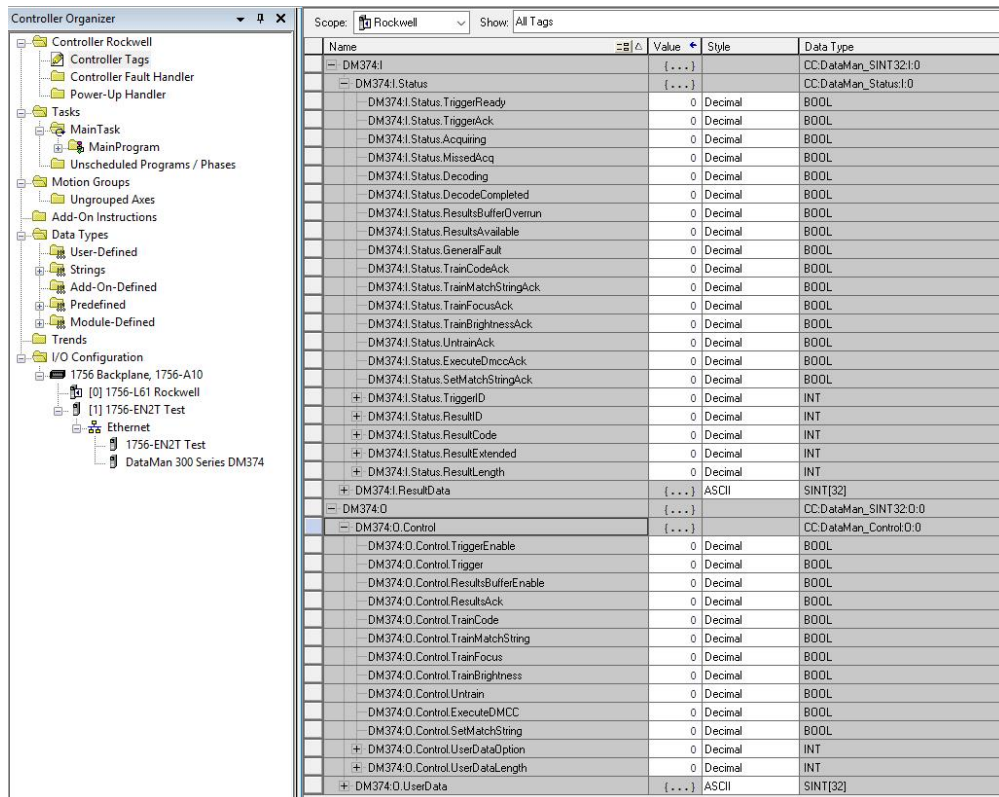 Controller Organizer
Controller Rockwell
Controller Tags
Controller Fault Handler
Power-Up Handler
Tasks
MainTask
MainProgram
Unscheduled Programs / Phases
Motion Groups
Ungrouped Axes
Add-On Instructions
Data Types
User-Defined
Strings
Add-On-Defined
Predefined
Module-Defined
Trends
I/O Configuration
1756 Backplane, 1756-A10
[0] 1756-L61 Rockwell
[1] 1756-EN2T Test
Ethernet
1756-EN2T Test
DataMan 300 Series DM374
Scope: Rockwell Show: All Tags
Name Value Style Data Type
DM374:I {...} CC:DataMan_SINT32:I:0
DM374:I.Status {...} CC:DataMan_Status:I:0
DM374:I.Status.TriggerReady 0 Decimal BOOL
DM374:I.Status.TriggerAck 0 Decimal BOOL
DM374:I.Status.Acquiring 0 Decimal BOOL
DM374:I.Status.MissedAcq 0 Decimal BOOL
DM374:I.Status.Decoding 0 Decimal BOOL
DM374:I.Status.DecodeCompleted 0 Decimal BOOL
DM374:I.Status.ResultsBufferOverrun 0 Decimal BOOL
DM374:I.Status.ResultsAvailable 0 Decimal BOOL
DM374:I.Status.GeneralFault 0 Decimal BOOL
DM374:I.Status.TrainCodeAck 0 Decimal BOOL
DM374:I.Status.TrainMatchStringAck 0 Decimal BOOL
DM374:I.Status.TrainFocusAck 0 Decimal BOOL
DM374:I.Status.TrainBrightnessAck 0 Decimal BOOL
DM374:I.Status.UntrainAck 0 Decimal BOOL
DM374:I.Status.ExecuteDmccAck 0 Decimal BOOL
DM374:I.Status.SetMatchStringAck 0 Decimal BOOL
DM374:I.Status.TriggerID 0 Decimal INT
DM374:I.Status.ResultID 0 Decimal INT
DM374:I.Status.ResultCode 0 Decimal INT
DM374:I.Status.ResultExtended 0 Decimal INT
DM374:I.Status.ResultLength 0 Decimal INT
DM374:I.ResultData {...} ASCII SINT[32]
DM374:O {...} CC:DataMan_SINT32:O:0
DM374:O.Control {...} CC:DataMan_Control:O:0
DM374:O.Control.TriggerEnable 0 Decimal BOOL
DM374:O.Control.Trigger 0 Decimal BOOL
DM374:O.Control.ResultsBufferEnable 0 Decimal BOOL
DM374:O.Control.ResultsAck 0 Decimal BOOL
DM374:O.Control.TrainCode 0 Decimal BOOL
DM374:O.Control.TrainMatchString 0 Decimal BOOL
DM374:O.Control.TrainFocus 0 Decimal BOOL
DM374:O.Control.TrainBrightness 0 Decimal BOOL
DM374:O.Control.Untrain 0 Decimal BOOL
DM374:O.Control.ExecuteDMCC 0 Decimal BOOL
DM374:O.Control.SetMatchString 0 Decimal BOOL
DM374:O.Control.UserDataOption 0 Decimal INT
DM374:O.Control.UserDataLength 0 Decimal INT
DM374:O.UserData {...} ASCII SINT[32]